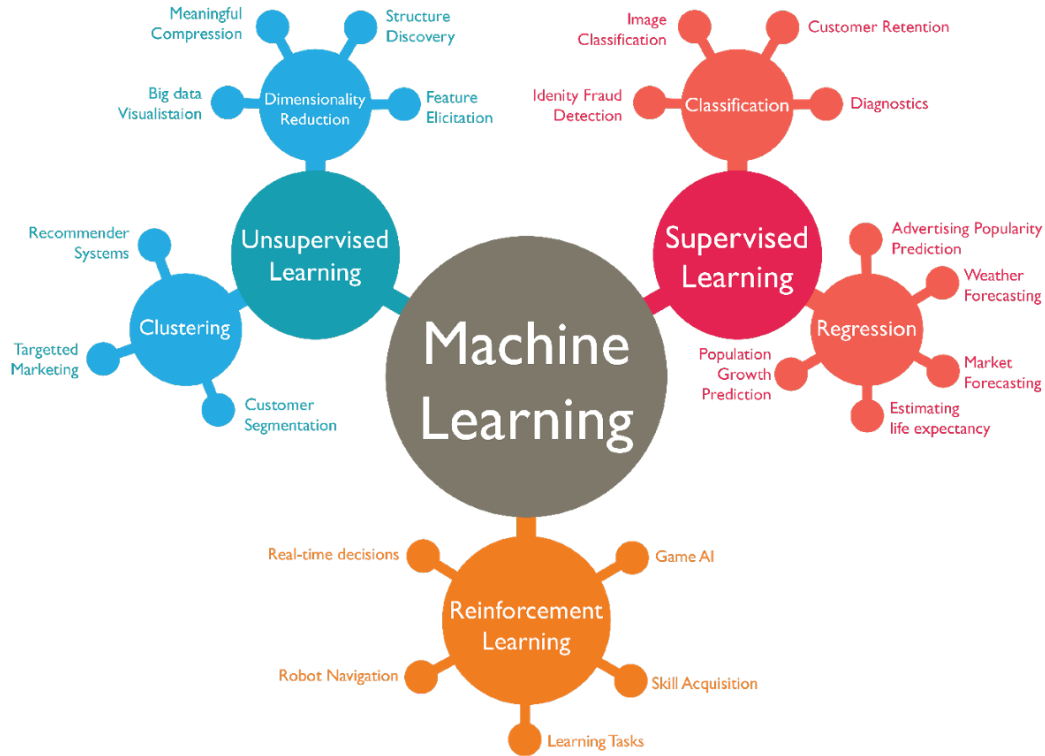 Meaningful
Compression
Structure
Discovery
Big data
Visualistaion
Dimensionality
Reduction
Feature
Elicitation
Image
Classification
Customer Retention
Idenity Fraud
Detection
Classification
Diagnostics
Unsupervised
Learning
Supervised
Learning
Recommender
Systems
Clustering
Targetted
Marketing
Customer
Segmentation
Machine
Learning
Advertising Popularity
Prediction
Weather
Forecasting
Regression
Population
Growth
Prediction
Market
Forecasting
Estimating
life expectancy
Real-time decisions
Game AI
Reinforcement
Learning
Robot Navigation
Skill Acquisition
Learning Tasks